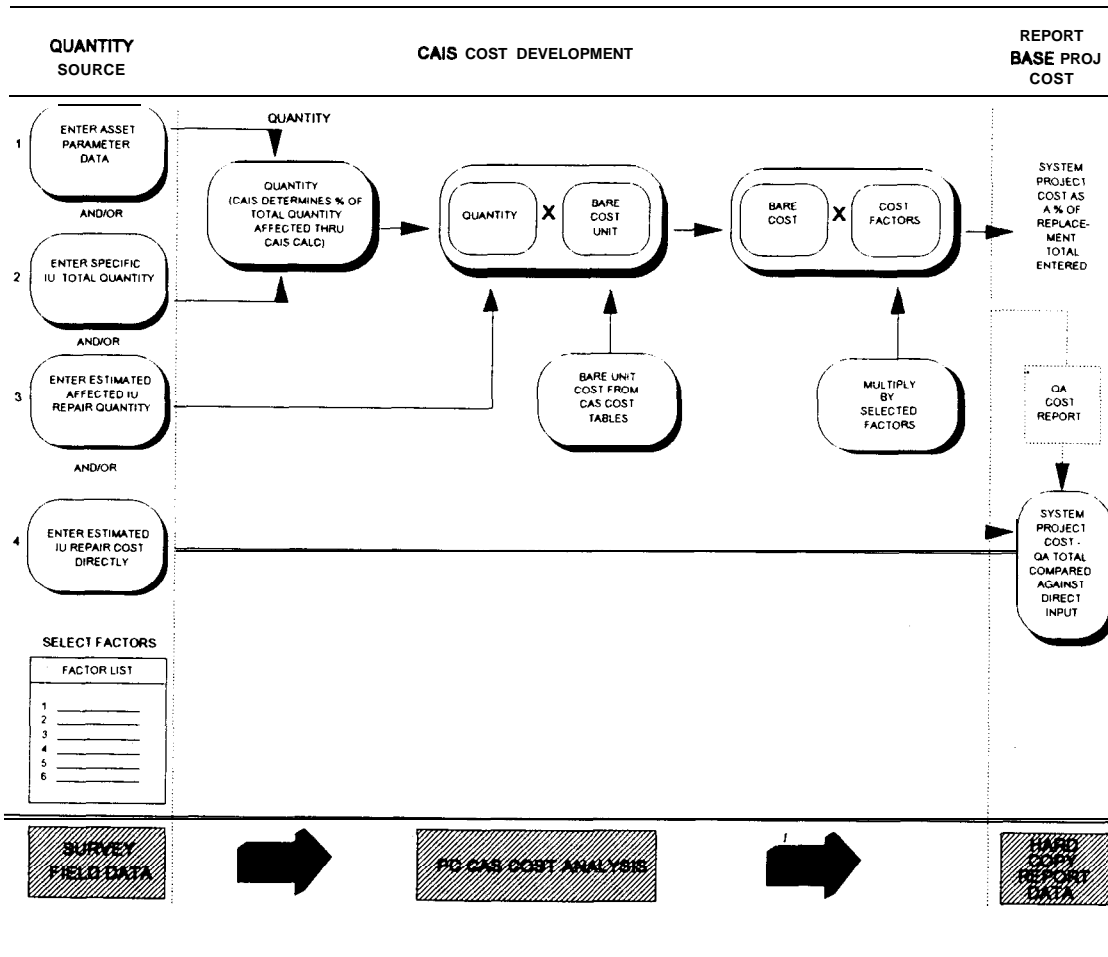 QUANTITY
SOURCE
CAIS COST DEVELOPMENT
REPORT
BASE PROJ
COST
1
ENTER ASSET
PARAMETER
DATA
AND/OR
2
ENTER SPECIFIC
IU TOTAL QUANTITY
AND/OR
3
ENTER ESTIMATED
AFFECTED IU
REPAIR QUANTITY
AND/OR
4
ENTER ESTIMATED
IU REPAIR COST
DIRECTLY
SELECT FACTORS
FACTOR LIST
1
2
3
4
5
6
QUANTITY
QUANTITY
(CAIS DETERMINES % OF
TOTAL QUANTITY
AFFECTED THRU
CAIS CALC)
QUANTITY
X
BARE
COST
UNIT
BARE UNIT
COST FROM
CAS COST
TABLES
BARE
COST
X
COST
FACTORS
MULTIPLY
BY
SELECTED
FACTORS
SYSTEM
PROJECT
COST AS
A % OF
REPLACE-
MENT
TOTAL
ENTERED
QA
COST
REPORT
SYSTEM
PROJECT
COST -
QA TOTAL
COMPARED
AGAINST
DIRECT
INPUT
SURVEY
FIELD DATA
PD CAS COST ANALYSIS
HARD
COPY
REPORT
DATA